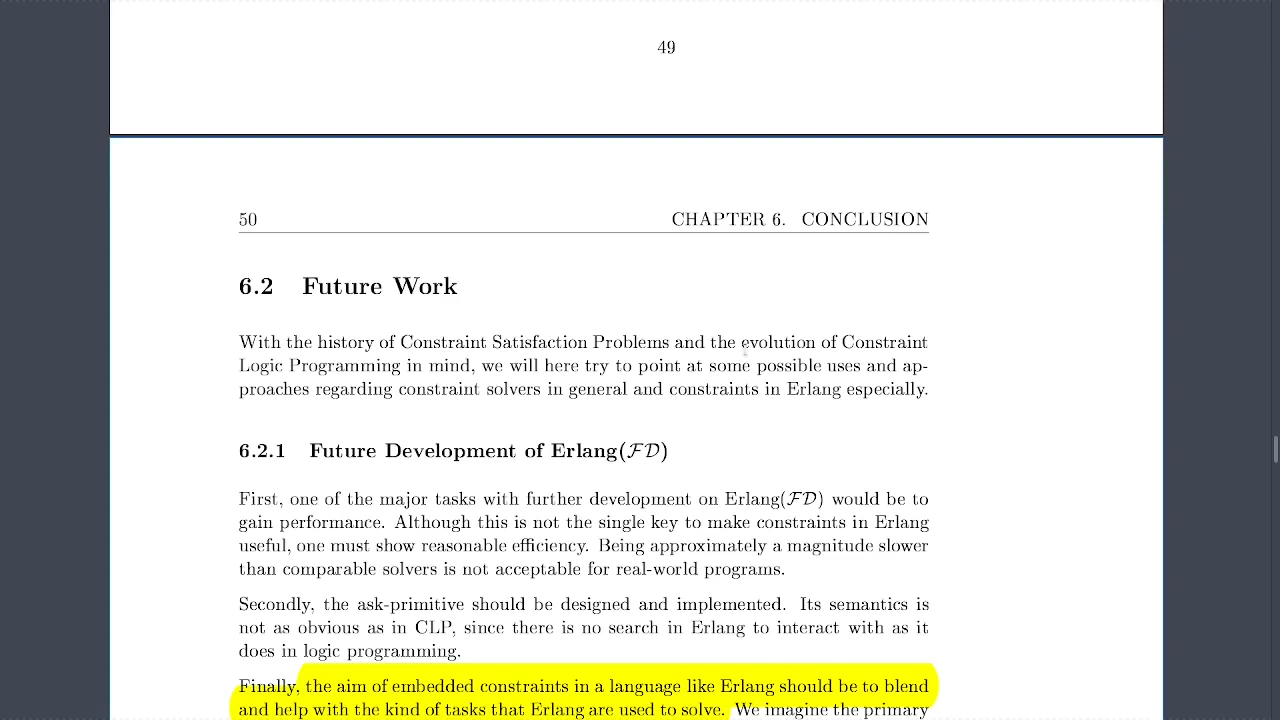 49
50 CHAPTER 6. CONCLUSION
6.2 Future Work
With the history of Constraint Satisfaction Problems and the evolution of Constraint
Logic Programming in mind, we will here try to point at some possible uses and ap-
proaches regarding constraint solvers in general and constraints in Erlang especially.
6.2.1 Future Development of Erlang(ℱ𝒟)
First, one of the major tasks with further development on Erlang(ℱ𝒟) would be to
gain performance. Although this is not the single key to make constraints in Erlang
useful, one must show reasonable efficiency. Being approximately a magnitude slower
than comparable solvers is not acceptable for real-world programs.
Secondly, the ask-primitive should be designed and implemented. Its semantics is
not as obvious as in CLP, since there is no search in Erlang to interact with as it
does in logic programming.
Finally, the aim of embedded constraints in a language like Erlang should be to blend
and help with the kind of tasks that Erlang are used to solve. We imagine the primary